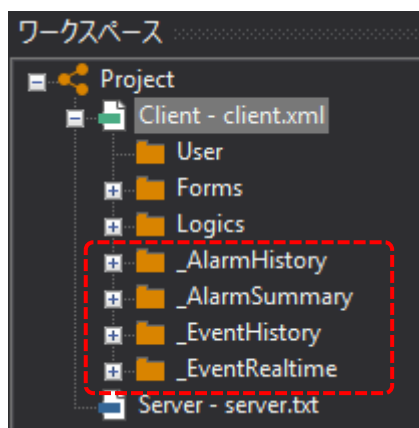 ワークスペース
Project
Client - client.xml
User
Forms
Logics
_AlarmHistory
_AlarmSummary
_EventHistory
_EventRealtime
Server - server.txt